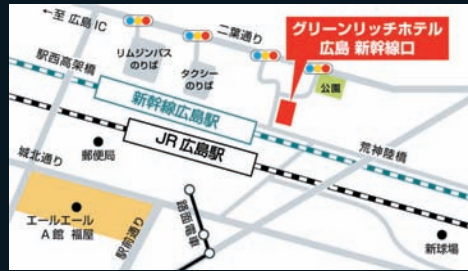 ←至 広島IC
二葉通り
グリーンリッチホテル
広島 新幹線口
駅西高架橋
リムジンバス
のりば
タクシー
のりば
公園
新幹線広島駅
JR 広島駅
荒神陸橋
城北通り
郵便局
エールエール
A館 福屋
駅前通り
路面電車
新球場